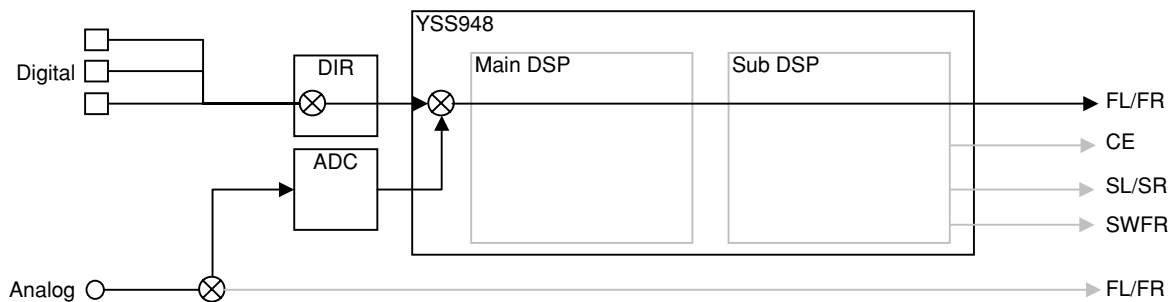 YSS948
DIR
Main DSP
Sub DSP
Digital
FL/FR
CE
ADC
SL/SR
SWFR
Analog
FL/FR